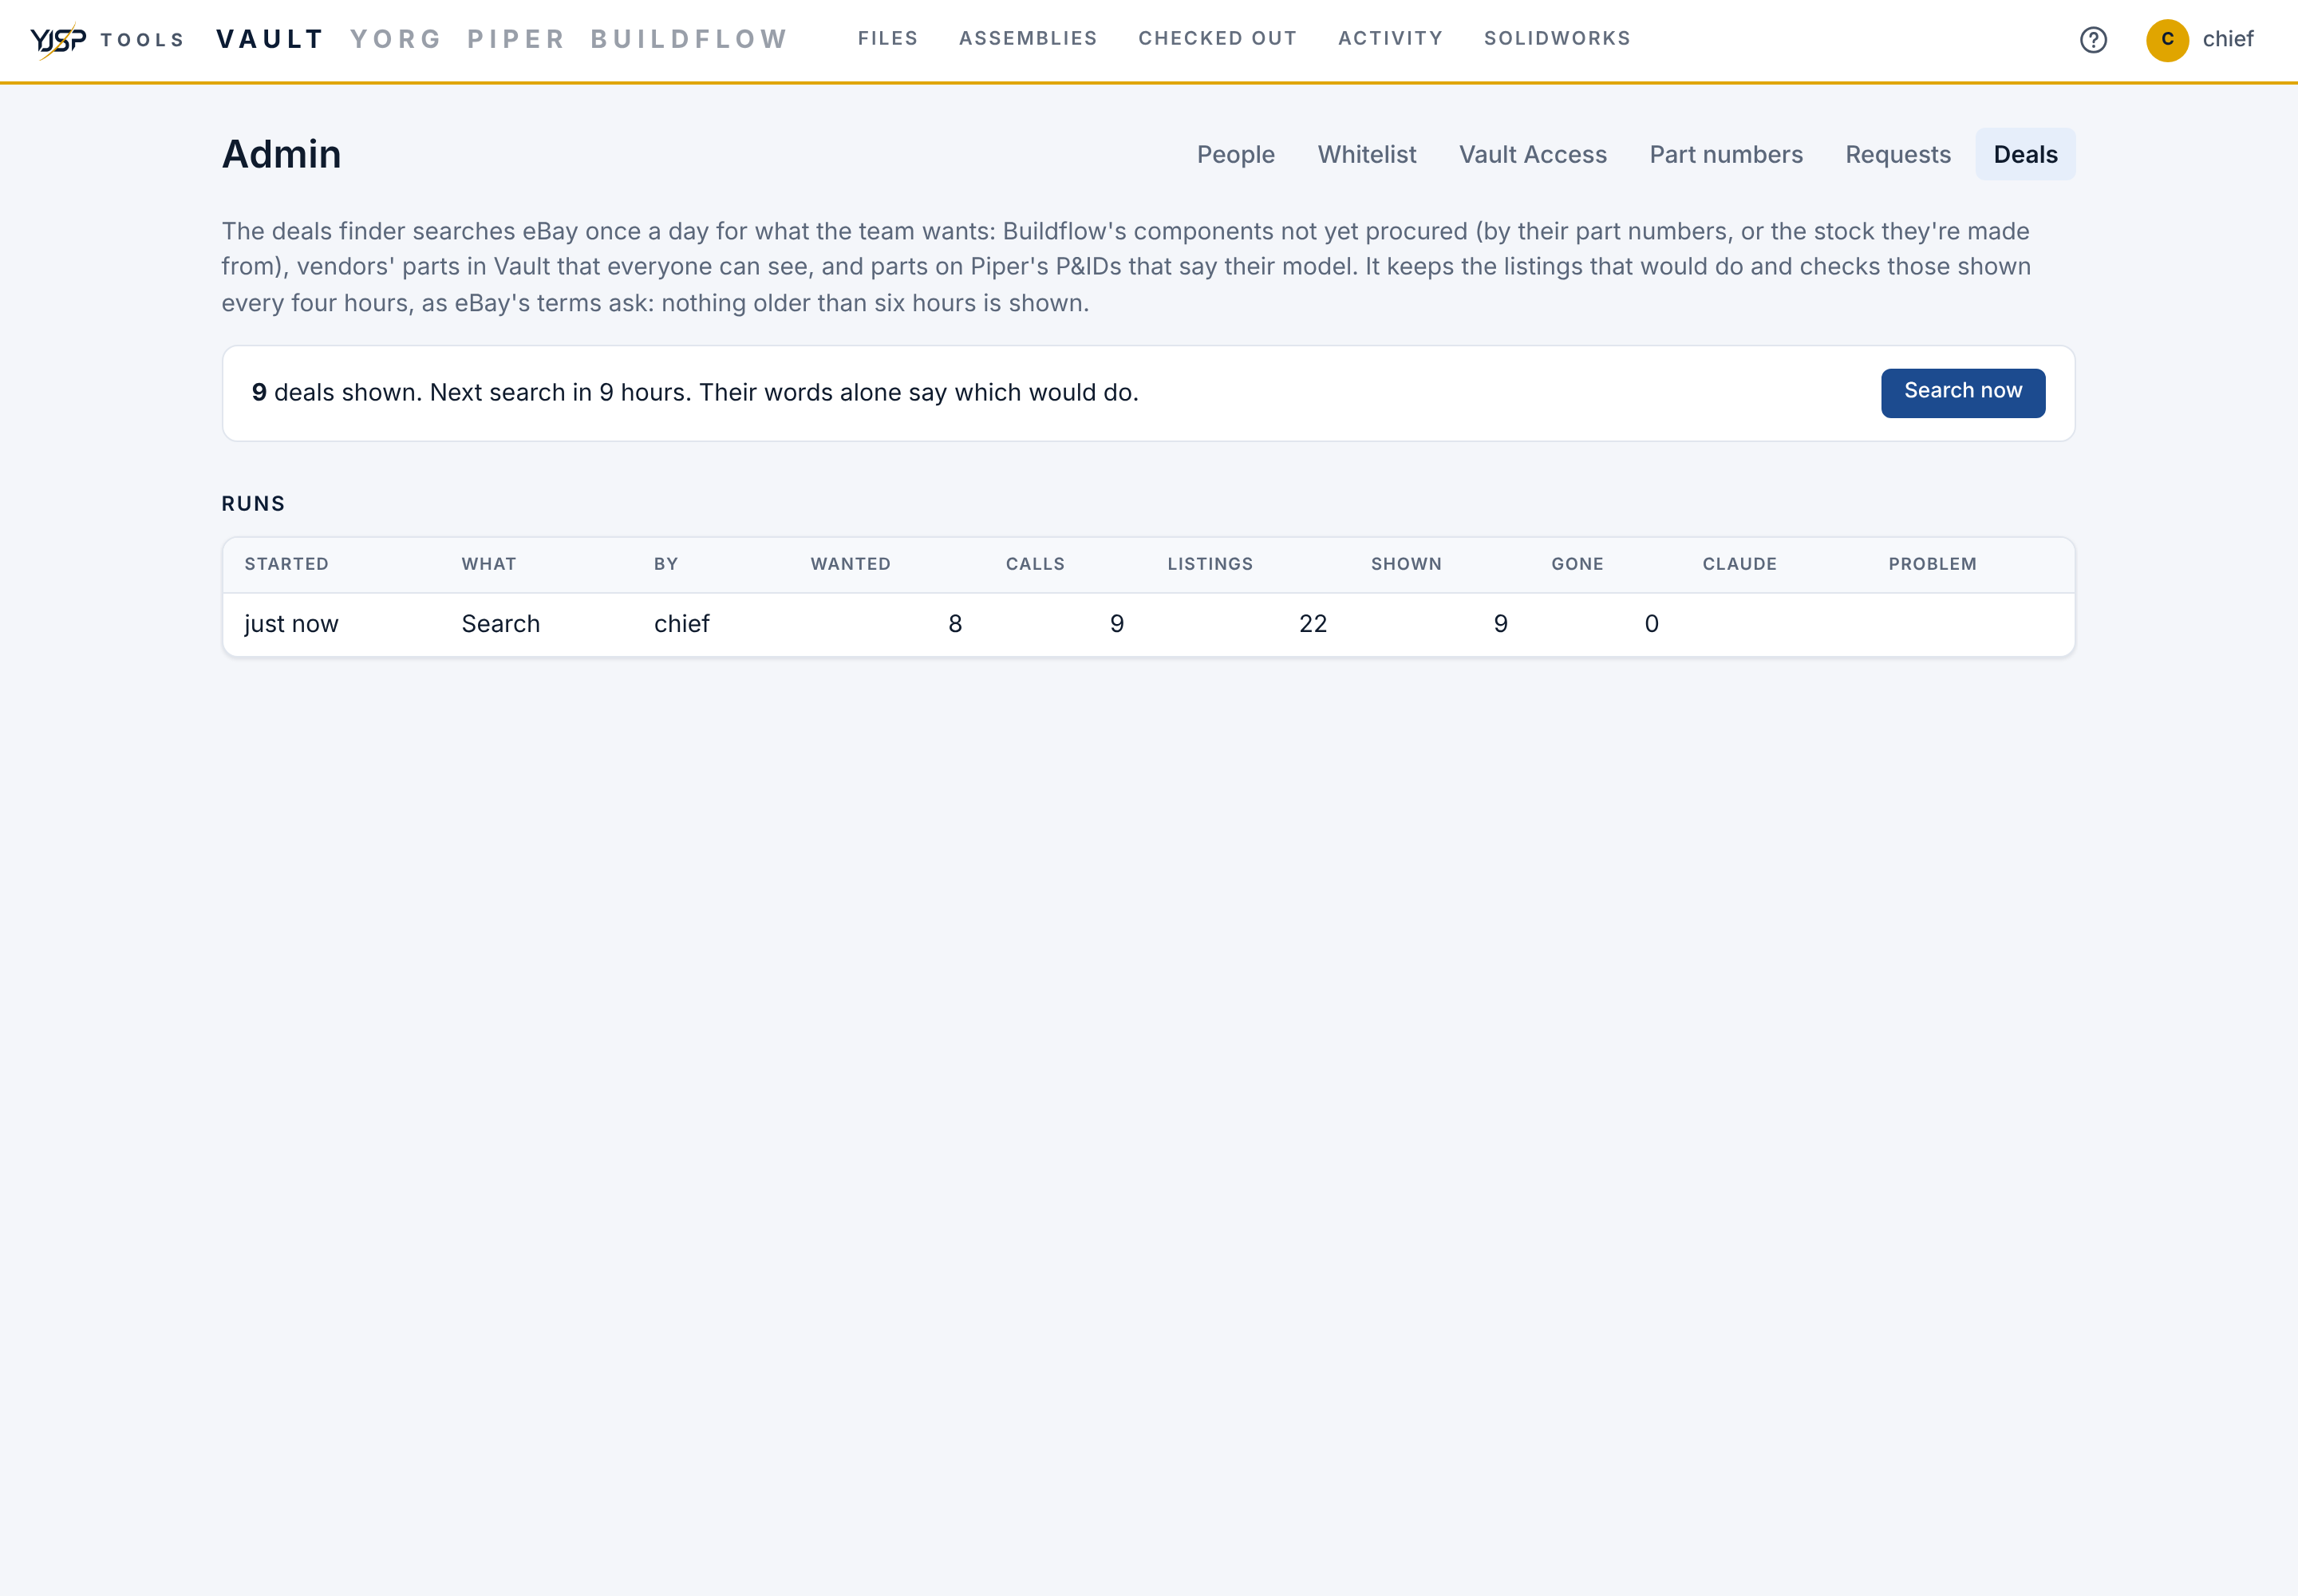 YJSP TOOLS VAULT YORG PIPER BUILDFLOW FILES ASSEMBLIES CHECKED OUT ACTIVITY SOLIDWORKS ? C chief
Admin People Whitelist Vault Access Part numbers Requests Deals
The deals finder searches eBay once a day for what the team wants: Buildflow's components not yet procured (by their part numbers, or the stock they're made
from), vendors' parts in Vault that everyone can see, and parts on Piper's P&IDs that say their model. It keeps the listings that would do and checks those shown
every four hours, as eBay's terms ask: nothing older than six hours is shown.
9 deals shown. Next search in 9 hours. Their words alone say which would do. Search now
RUNS
STARTED WHAT BY WANTED CALLS LISTINGS SHOWN GONE CLAUDE PROBLEM
just now Search chief 8 9 22 9 0